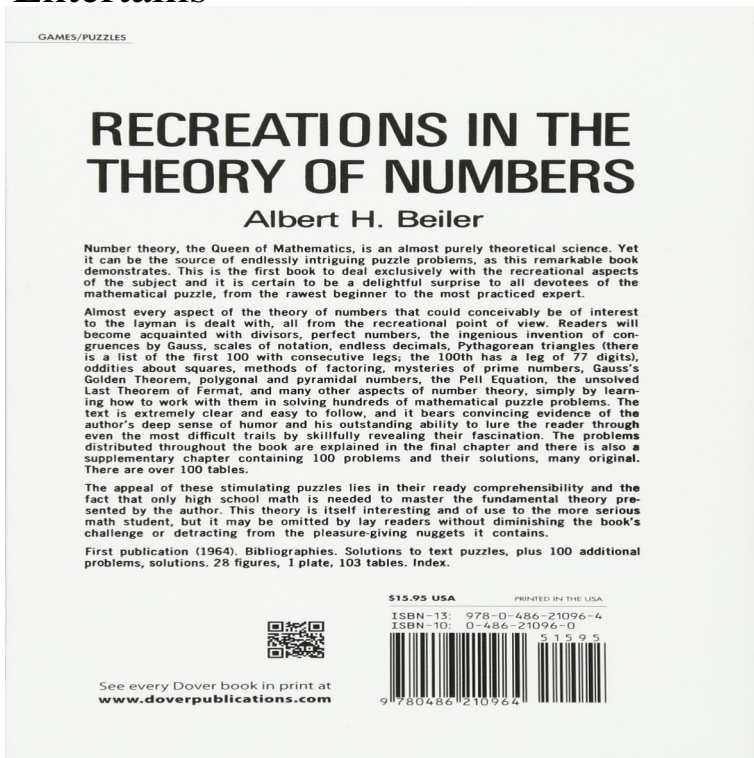 Entertains
GAMES/PUZZLES
RECREATIONS IN THE
THEORY OF NUMBERS
Albert H. Beiler
Number theory, the Queen of Mathematics, is an almost purely theoretical science. Yet
it can be the source of endlessly intriguing puzzle problems, as this remarkable book
demonstrates. This is the first book to deal exclusively with the recreational aspects
of the subject and it is certain to be a delightful surprise to all devotees of the
mathematical puzzle, from the rawest beginner to the most practiced expert.
Almost every aspect of the theory of numbers that could conceivably be of interest
to the layman is dealt with, all from the recreational point of view. Readers will
become acquainted with divisors, perfect numbers, the ingenious invention of con-
gruences by Gauss, scales of notation, endless decimals, Pythagorean triangles (there
is a list of the first 100 with consecutive legs; the 100th has a leg of 77 digits),
oddities about squares, methods of factoring, mysteries of prime numbers, Gauss's
Golden Theorem, polygonal and pyramidal numbers, the Pell Equation, the unsolved
Last Theorem of Fermat, and many other aspects of number theory, simply by learn-
ing how to work with them in solving hundreds of mathematical puzzle problems. The
text is extremely clear and easy to follow, and it bears convincing evidence of the
author's deep sense of humor and his outstanding ability to lure the reader through
even the most difficult trails by skillfully revealing their fascination. The problems
distributed throughout the book are explained in the final chapter and there is also a
supplementary chapter containing 100 problems and their solutions, many original.
There are over 100 tables.
The appeal of these stimulating puzzles lies in their ready comprehensibility and the
fact that only high school math is needed to master the fundamental theory pre-
sented by the author. This theory is itself interesting and of use to the more serious
math student, but it may be omitted by lay readers without diminishing the book's
challenge or detracting from the pleasure-giving nuggets it contains.
First publication (1964). Bibliographies. Solutions to text puzzles, plus 100 additional
problems, solutions. 28 figures, 1 plate, 103 tables. Index.
$15.95 USA PRINTED IN THE USA
ISBN-13: 978-0-486-21096-4
ISBN-10: 0-486-21096-0
51595
9 780486 210964
See every Dover book in print at
www.doverpublications.com